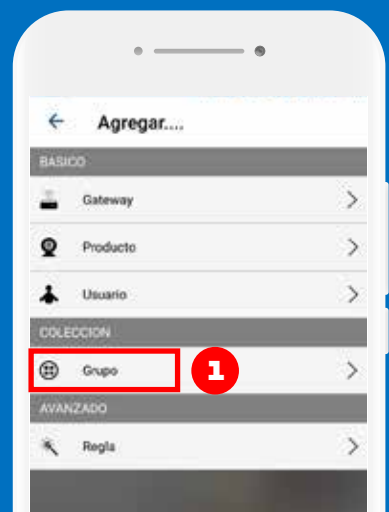 Agregar....
BASICO
Gateway
Producto
Usuario
COLECCION
Grupo
1
AVANZADO
Regla